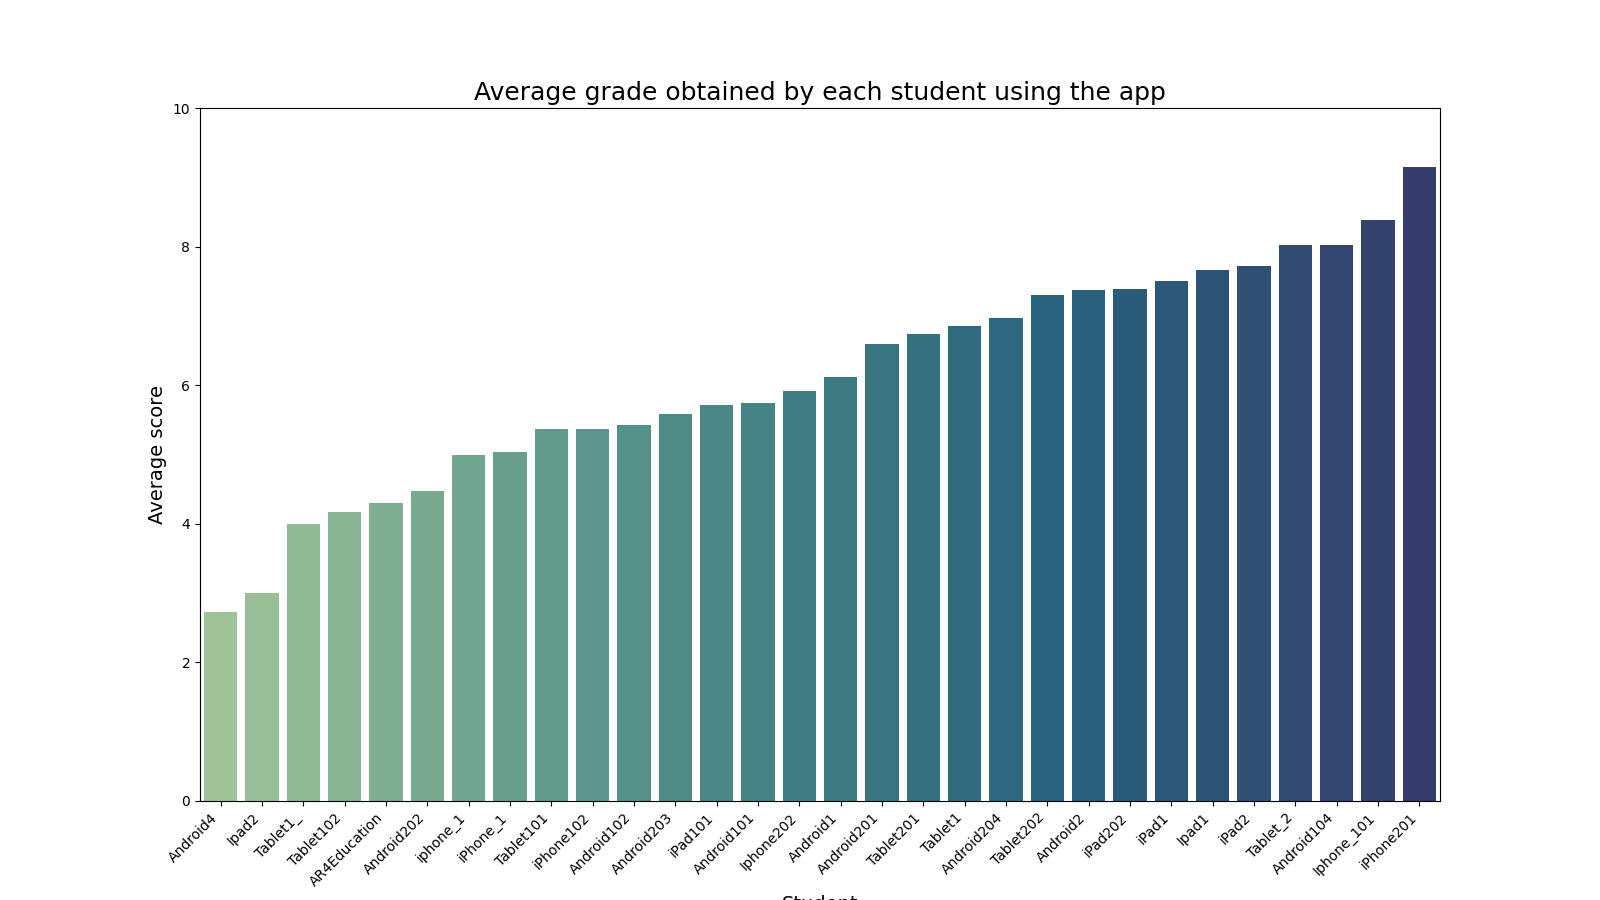 Average grade obtained by each student using the app
10
8
6
4
2
0
Average score
Android4
Ipad2
Tablet1_
Tablet102
AR4Education
Android202
iphone_1
iPhone_1
Tablet101
iPhone102
Android102
Android203
iPad101
Android101
Iphone202
Android1
Android201
Tablet201
Tablet1
Android204
Tablet202
Android2
iPad202
iPad1
Ipad1
iPad2
Tablet_2
Android104
Iphone_101
iPhone201
Student